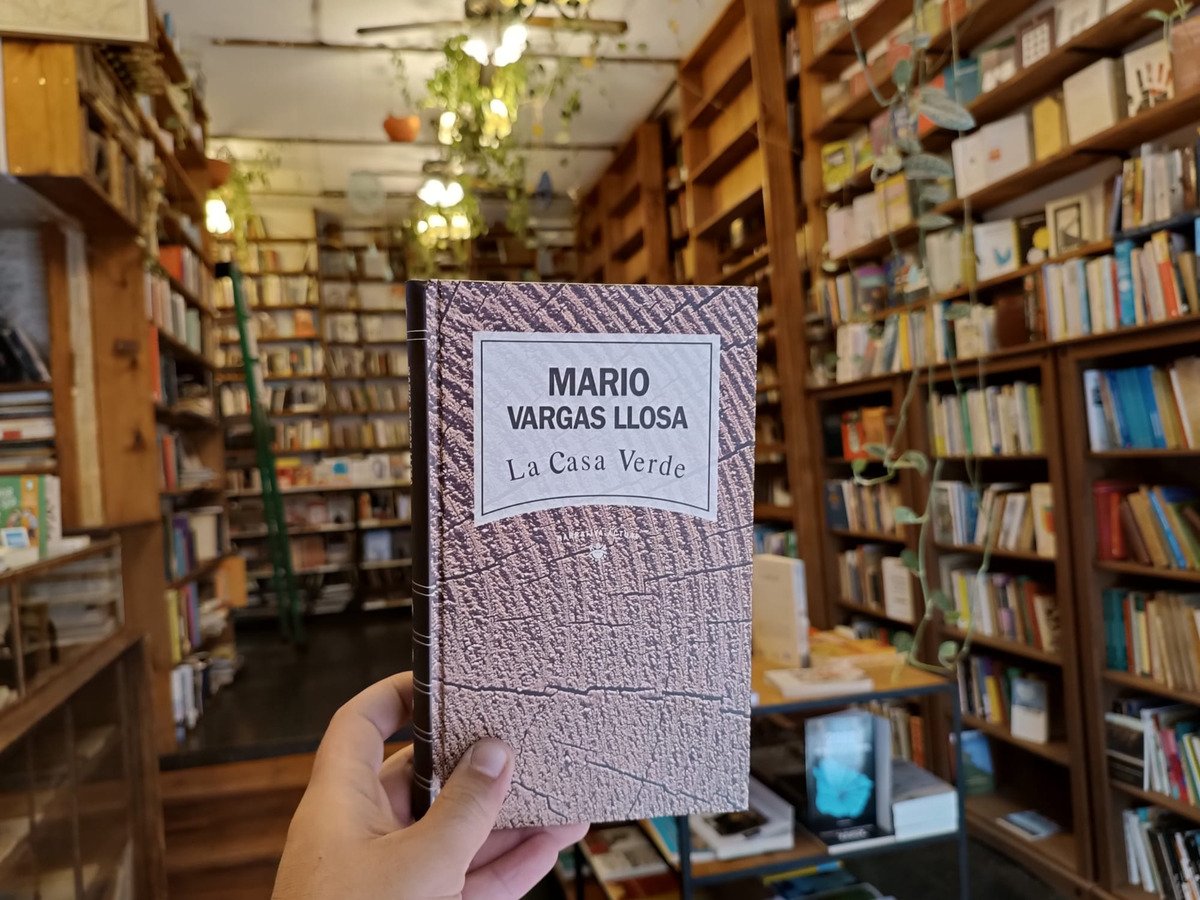 MARIO
VARGAS LLOSA
La Casa Verde